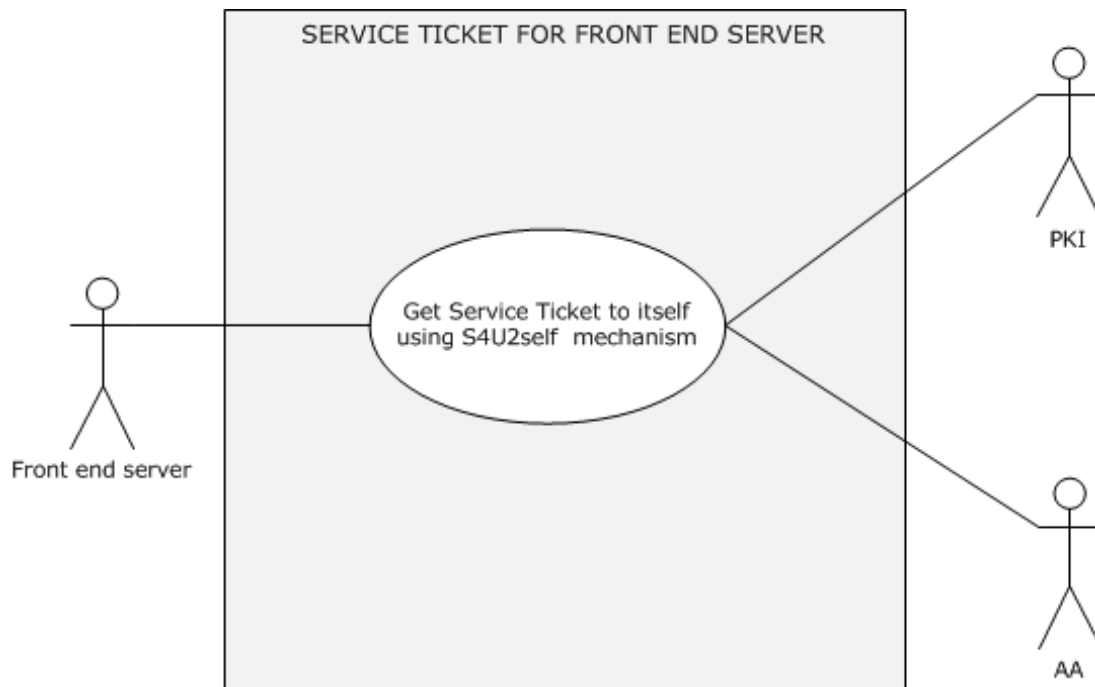 SERVICE TICKET FOR FRONT END SERVER
PKI
Get Service Ticket to itself
using S4U2self mechanism
Front end server
AA